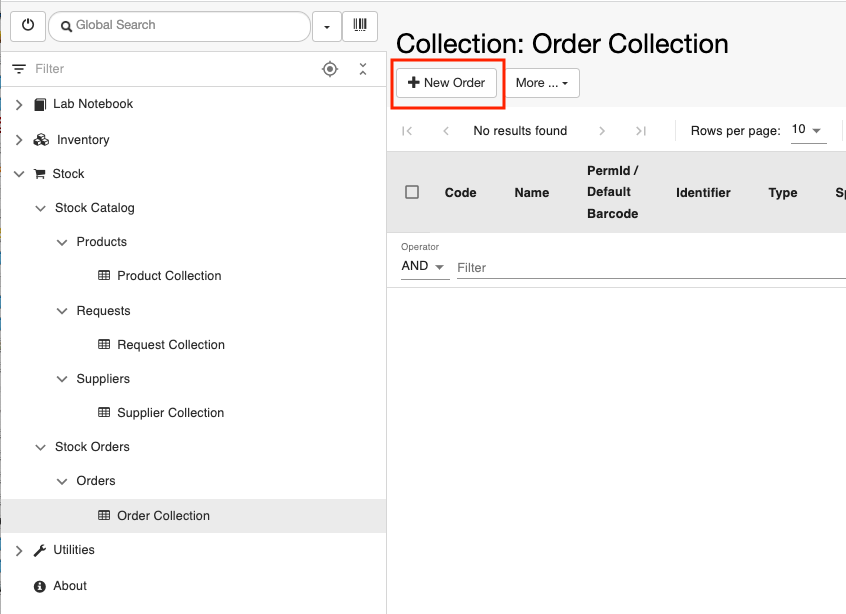 Global Search
Filter
Lab Notebook
Inventory
Stock
Stock Catalog
Products
Product Collection
Requests
Request Collection
Suppliers
Supplier Collection
Stock Orders
Orders
Order Collection
Utilities
About
Collection: Order Collection
New Order
More ...
No results found
Rows per page: 10
Code
Name
PermId /
Default
Barcode
Identifier
Type
Operator
AND
Filter